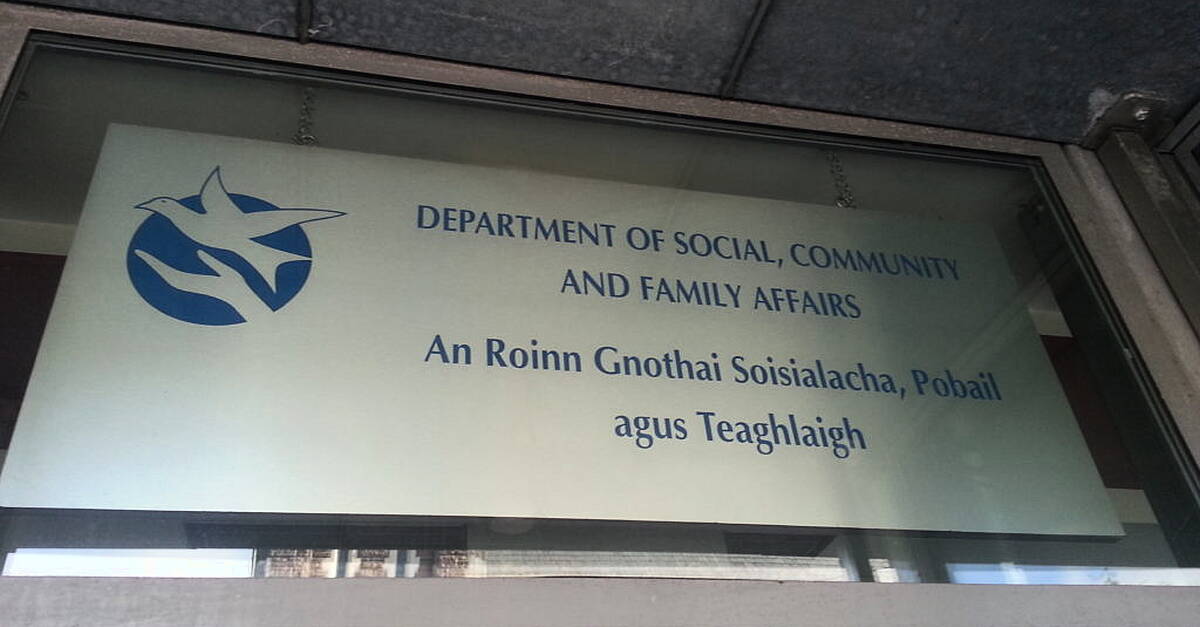 DEPARTMENT OF SOCIAL, COMMUNITY
AND FAMILY AFFAIRS
An Roinn Gnothai Soisialacha, Pobail
agus Teaghlaigh